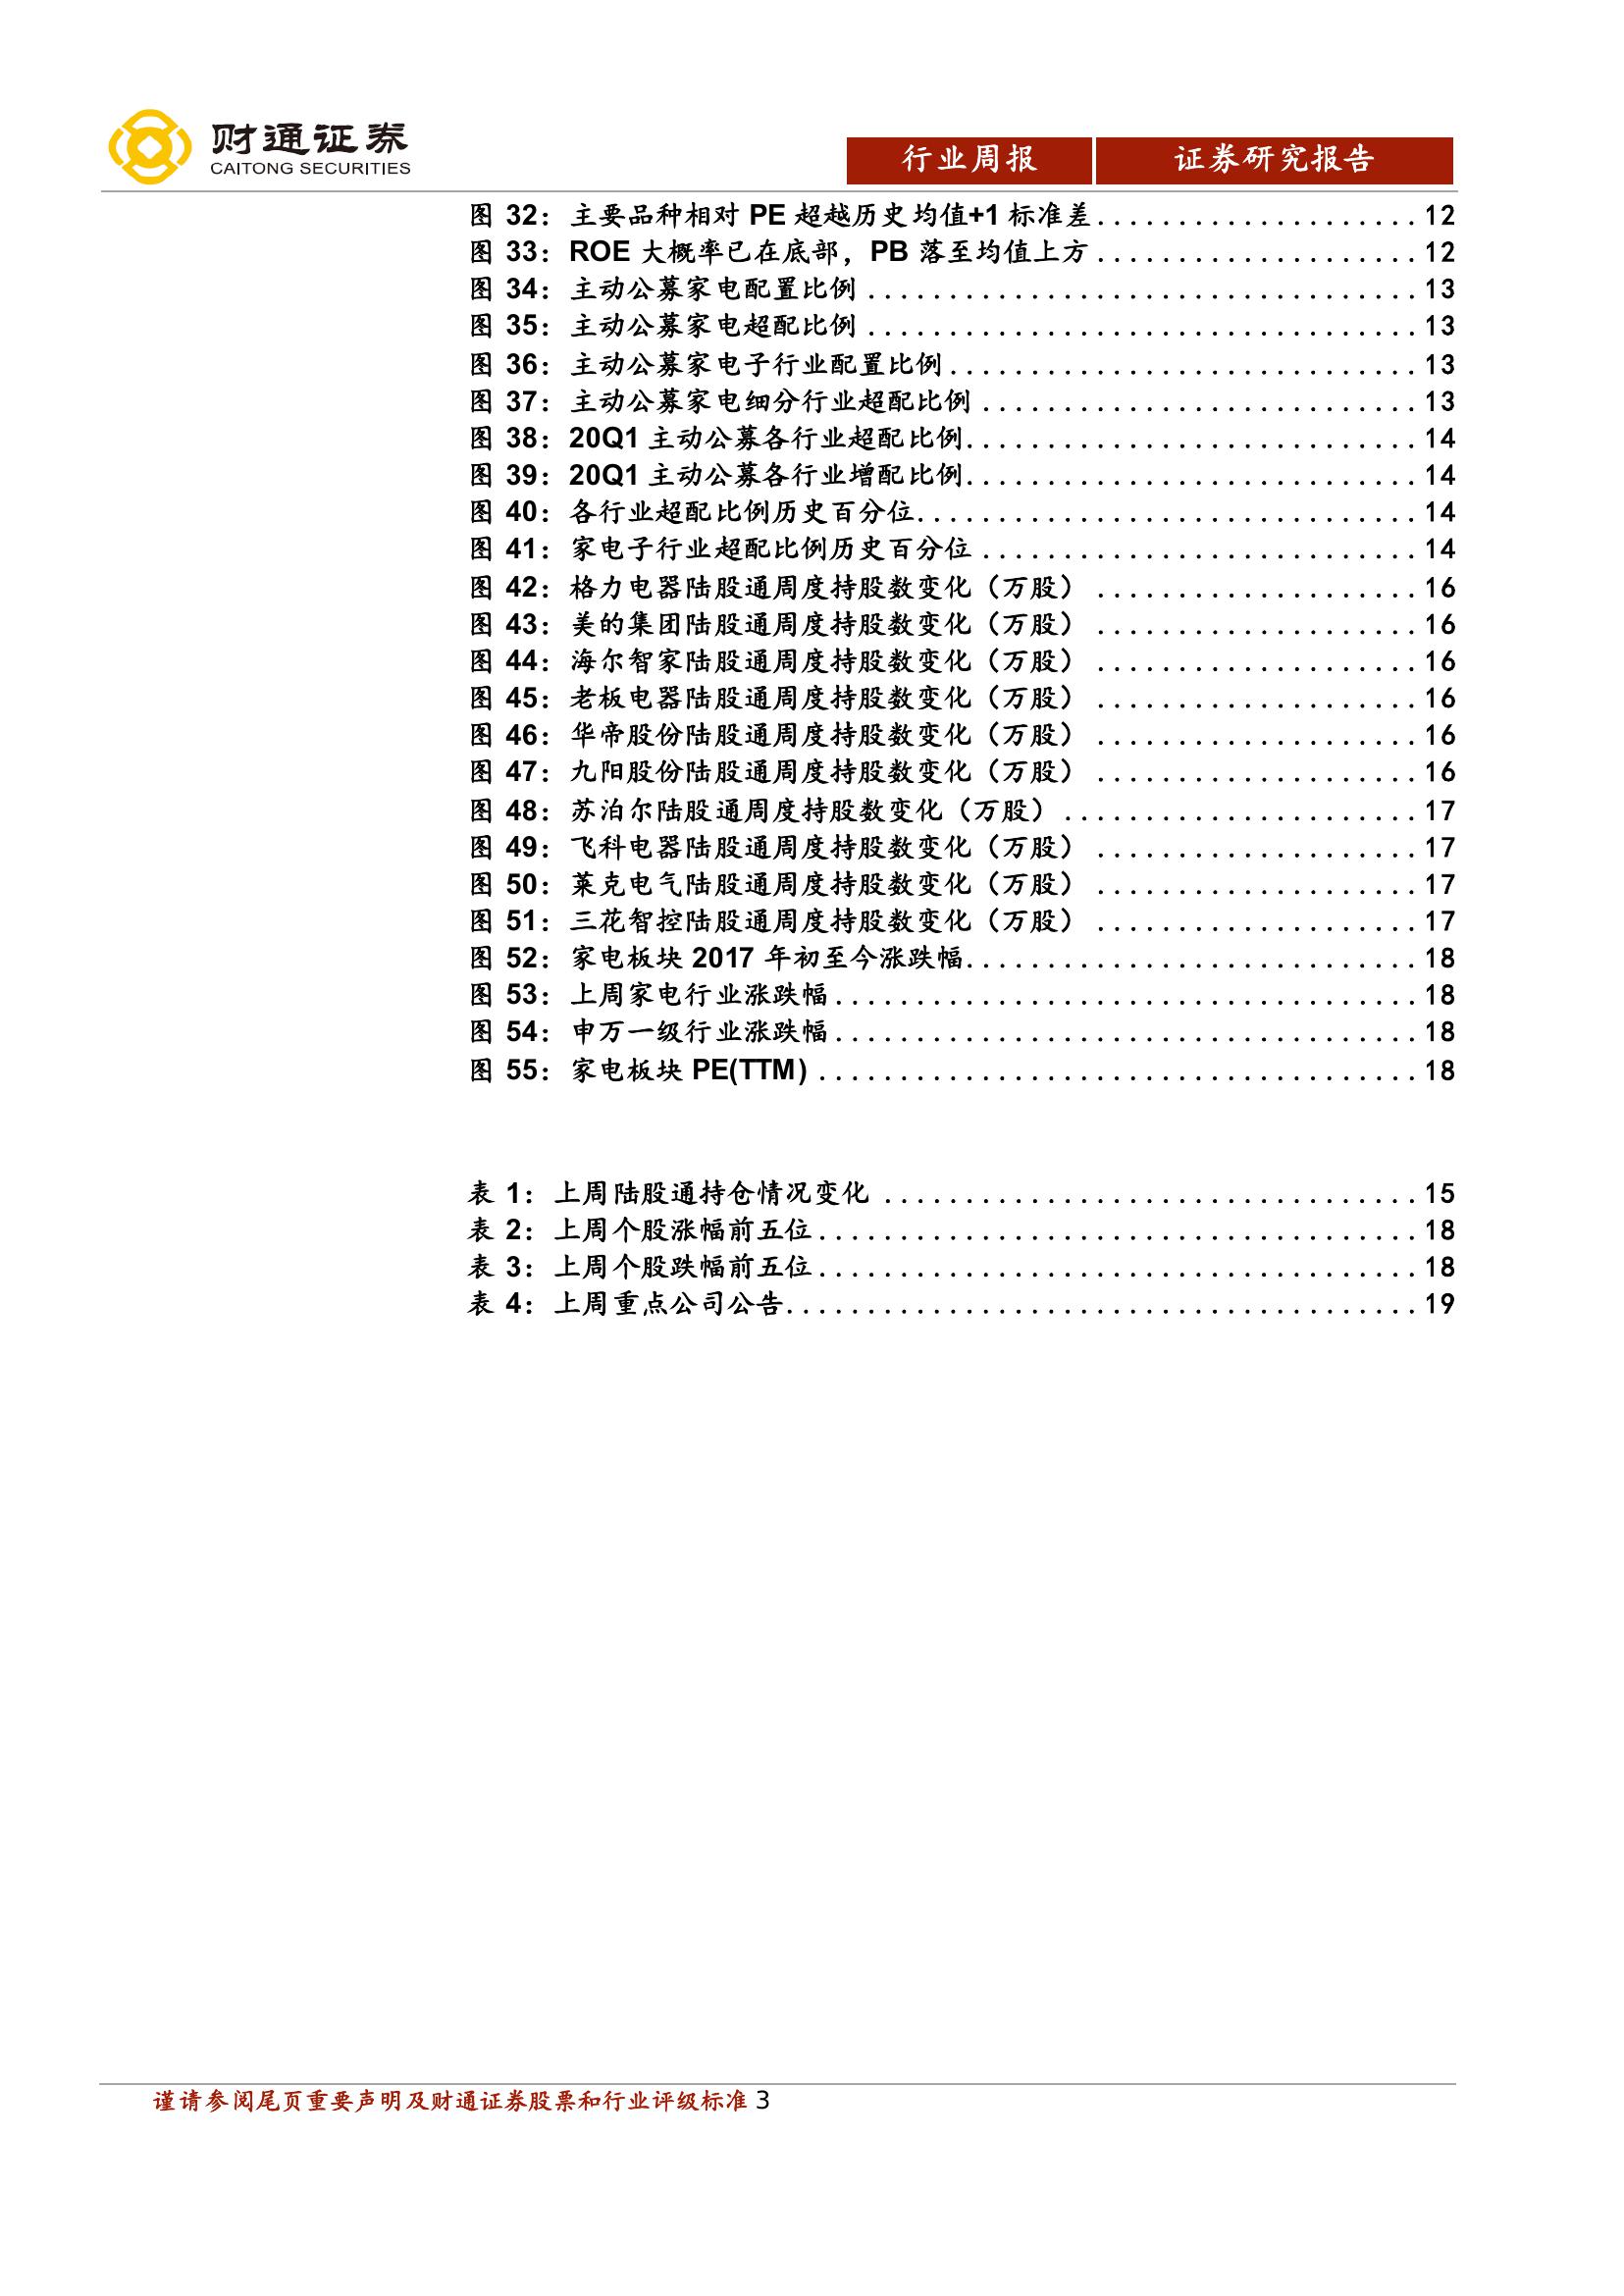 财通证券
CAITONG SECURITIES
行业周报 证券研究报告
图 32：主要品种相对 PE 超越历史均值+1 标准差....................12
图 33：ROE 大概率已在底部，PB 落至均值上方....................12
图 34：主动公募家电配置比例..................................13
图 35：主动公募家电超配比例..................................13
图 36：主动公募家电子行业配置比例.............................13
图 37：主动公募家电细分行业超配比例...........................13
图 38：20Q1 主动公募各行业超配比例............................14
图 39：20Q1 主动公募各行业增配比例............................14
图 40：各行业超配比例历史百分位...............................14
图 41：家电子行业超配比例历史百分位...........................14
图 42：格力电器陆股通周度持股数变化（万股）....................16
图 43：美的集团陆股通周度持股数变化（万股）....................16
图 44：海尔智家陆股通周度持股数变化（万股）....................16
图 45：老板电器陆股通周度持股数变化（万股）....................16
图 46：华帝股份陆股通周度持股数变化（万股）....................16
图 47：九阳股份陆股通周度持股数变化（万股）....................16
图 48：苏泊尔陆股通周度持股数变化（万股）......................17
图 49：飞科电器陆股通周度持股数变化（万股）....................17
图 50：莱克电气陆股通周度持股数变化（万股）....................17
图 51：三花智控陆股通周度持股数变化（万股）....................17
图 52：家电板块 2017 年初至今涨跌幅............................18
图 53：上周家电行业涨跌幅....................................18
图 54：申万一级行业涨跌幅....................................18
图 55：家电板块 PE(TTM).....................................18
表 1：上周陆股通持仓情况变化.................................15
表 2：上周个股涨幅前五位.....................................18
表 3：上周个股跌幅前五位.....................................18
表 4：上周重点公司公告.......................................19
谨请参阅尾页重要声明及财通证券股票和行业评级标准 3